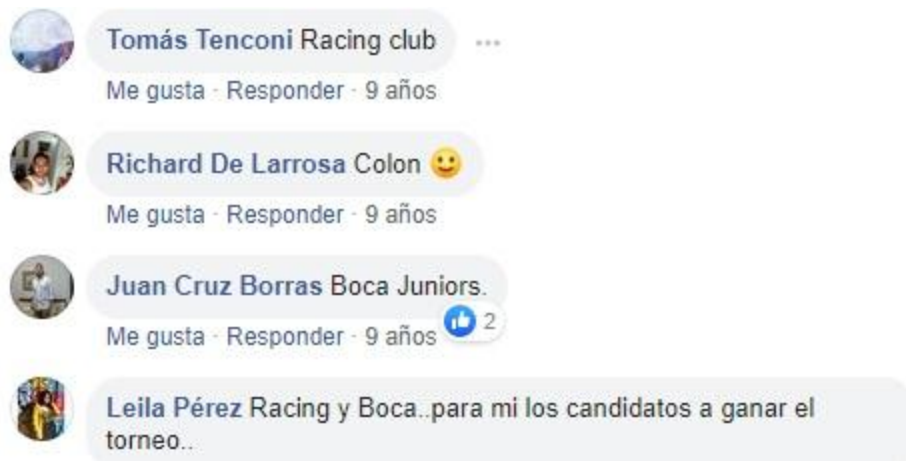 Tomás Tenconi Racing club
Me gusta · Responder · 9 años
Richard De Larrosa Colon 🙂
Me gusta · Responder · 9 años
Juan Cruz Borras Boca Juniors.
2
Me gusta · Responder · 9 años
Leila Pérez Racing y Boca..para mi los candidatos a ganar el
torneo..